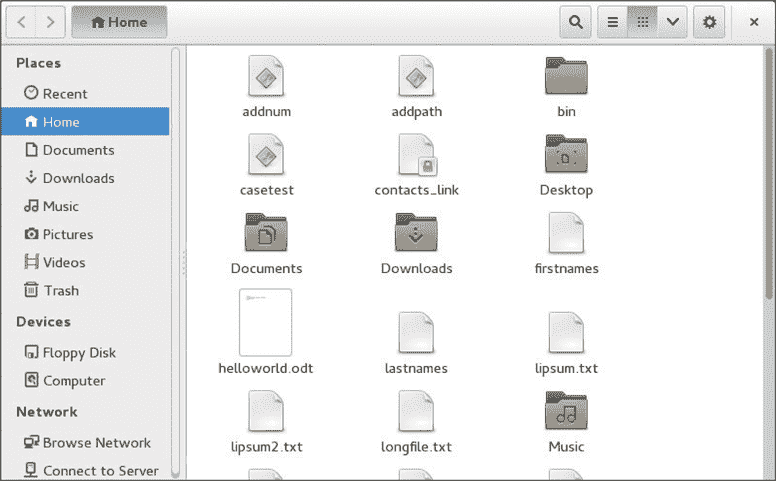 Home
Places
Recent
Home
Documents
Downloads
Music
Pictures
Videos
Trash
Devices
Floppy Disk
Computer
Network
Browse Network
Connect to Server
addnum addpath bin
casetest contacts_link Desktop
Documents Downloads firstnames
helloworld.odt lastnames lipsum.txt
lipsum2.txt longfile.txt Music